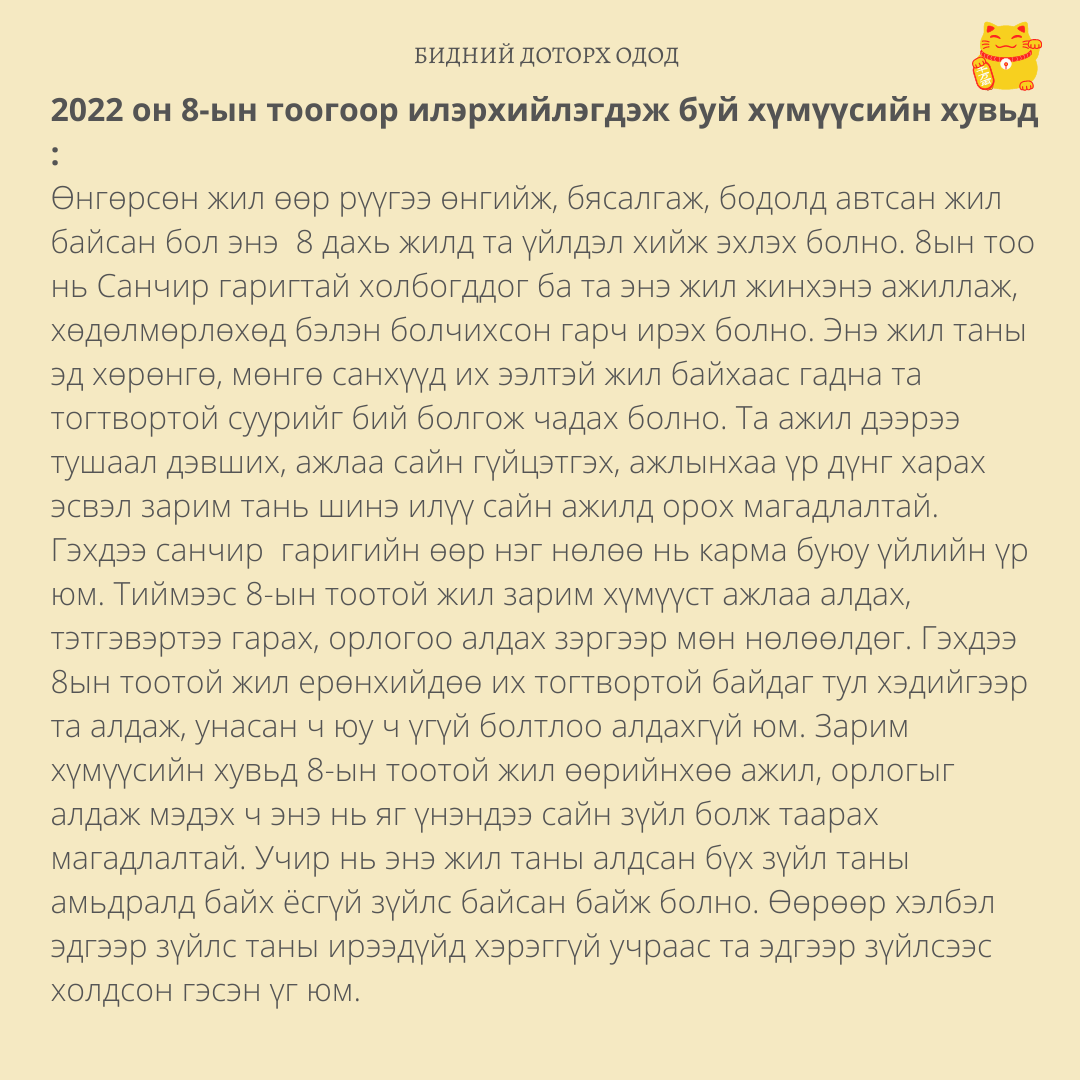 БИДНИЙ ДОТОРХ ОДОД
2022 он 8-ын тоогоор илэрхийлэгдэж буй хүмүүсийн хувьд
:
Өнгөрсөн жил өөр рүүгээ өнгийж, бясалгаж, бодолд автсан жил
байсан бол энэ  8 дахь жилд та үйлдэл хийж эхлэх болно. 8ын тоо
нь Санчир гаригтай холбогддог ба та энэ жил жинхэнэ ажиллаж,
хөдөлмөрлөхөд бэлэн болчихсон гарч ирэх болно. Энэ жил таны
эд хөрөнгө, мөнгө санхүүд их ээлтэй жил байхаас гадна та
тогтвортой суурийг бий болгож чадах болно. Та ажил дээрээ
тушаал дэвших, ажлаа сайн гүйцэтгэх, ажлынхаа үр дүнг харах
эсвэл зарим тань шинэ илүү сайн ажилд орох магадлалтай.
Гэхдээ санчир  гаригийн өөр нэг нөлөө нь карма буюу үйлийн үр
юм. Тиймээс 8-ын тоотой жил зарим хүмүүст ажлаа алдах,
тэтгэвэртээ гарах, орлогоо алдах зэргээр мөн нөлөөлдөг. Гэхдээ
8ын тоотой жил ерөнхийдөө их тогтвортой байдаг тул хэдийгээр
та алдаж, унасан ч юу ч үгүй болтлоо алдахгүй юм. Зарим
хүмүүсийн хувьд 8-ын тоотой жил өөрийнхөө ажил, орлогыг
алдаж мэдэх ч энэ нь яг үнэндээ сайн зүйл болж таарах
магадлалтай. Учир нь энэ жил таны алдсан бүх зүйл таны
амьдралд байх ёсгүй зүйлс байсан байж болно. Өөрөөр хэлбэл
эдгээр зүйлс таны ирээдүйд хэрэггүй учраас та эдгээр зүйлсээс
холдсон гэсэн үг юм.